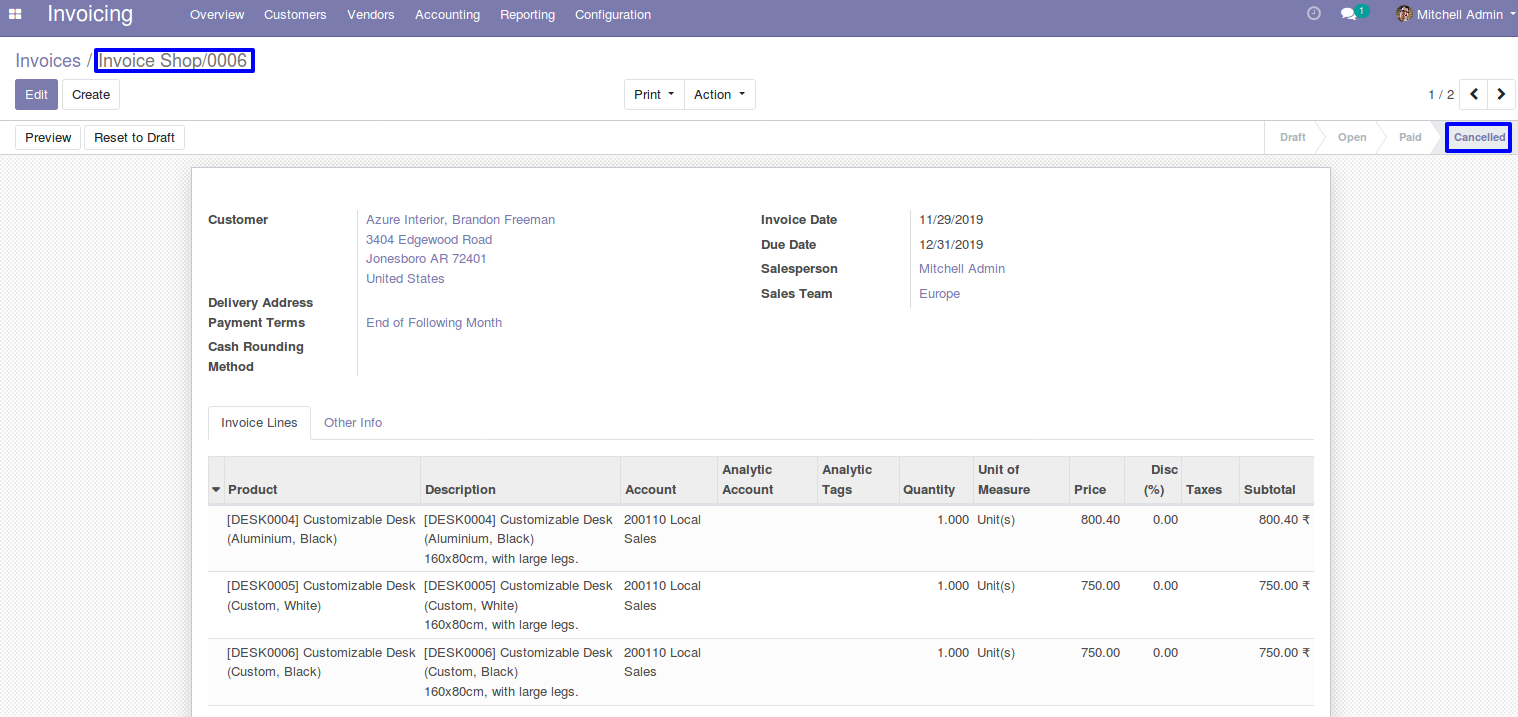 Invoicing Overview Customers Vendors Accounting Reporting Configuration 1 Mitchell Admin
Invoices / Invoice Shop/0006
Edit Create Print Action 1 / 2
Preview Reset to Draft Draft Open Paid Cancelled
Customer Azure Interior, Brandon Freeman Invoice Date 11/29/2019
3404 Edgewood Road Due Date 12/31/2019
Jonesboro AR 72401 Salesperson Mitchell Admin
United States Sales Team Europe
Delivery Address
Payment Terms End of Following Month
Cash Rounding
Method
Invoice Lines Other Info
Analytic Analytic Unit of Disc
Product Description Account Account Tags Quantity Measure Price (%) Taxes Subtotal
[DESK0004] Customizable Desk [DESK0004] Customizable Desk 200110 Local 1.000 Unit(s) 800.40 0.00 800.40 ₹
(Aluminium, Black) (Aluminium, Black) Sales
160x80cm, with large legs.
[DESK0005] Customizable Desk [DESK0005] Customizable Desk 200110 Local 1.000 Unit(s) 750.00 0.00 750.00 ₹
(Custom, White) (Custom, White) Sales
160x80cm, with large legs.
[DESK0006] Customizable Desk [DESK0006] Customizable Desk 200110 Local 1.000 Unit(s) 750.00 0.00 750.00 ₹
(Custom, Black) (Custom, Black) Sales
160x80cm, with large legs.